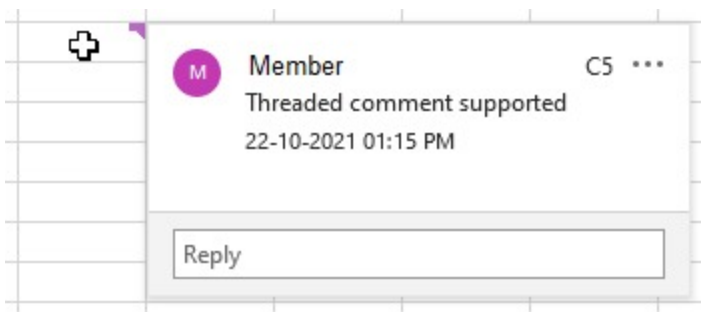 M Member C5 •••
Threaded comment supported
22-10-2021 01:15 PM
Reply